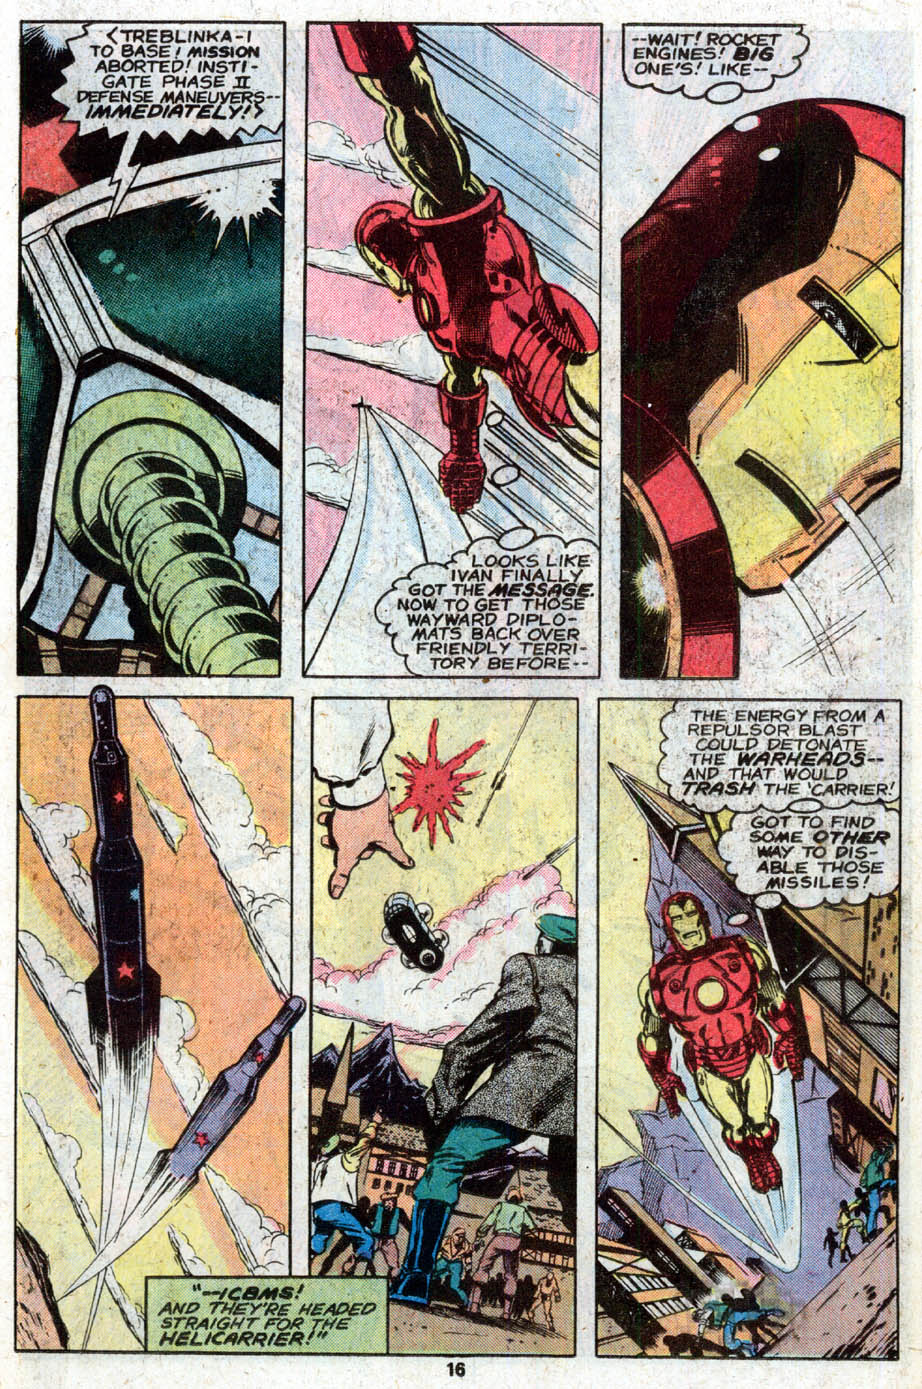 <TREBLINKA-1
TO BASE! MISSION
ABORTED! INSTI-
GATE PHASE II
DEFENSE MANEUVERS--
IMMEDIATELY!>
LOOKS LIKE
IVAN FINALLY
GOT THE MESSAGE.
NOW TO GET THOSE
WAYWARD DIPLO-
MATS BACK OVER
FRIENDLY TERRI-
TORY BEFORE--
--WAIT! ROCKET
ENGINES! BIG
ONE'S! LIKE--
"--ICBMS!
AND THEY'RE HEADED
STRAIGHT FOR THE
HELICARRIER!"
THE ENERGY FROM A
REPULSOR BLAST
COULD DETONATE
THE WARHEADS--
AND THAT WOULD
TRASH THE 'CARRIER!
GOT TO FIND
SOME OTHER
WAY TO DIS-
ABLE THOSE
MISSILES!
16